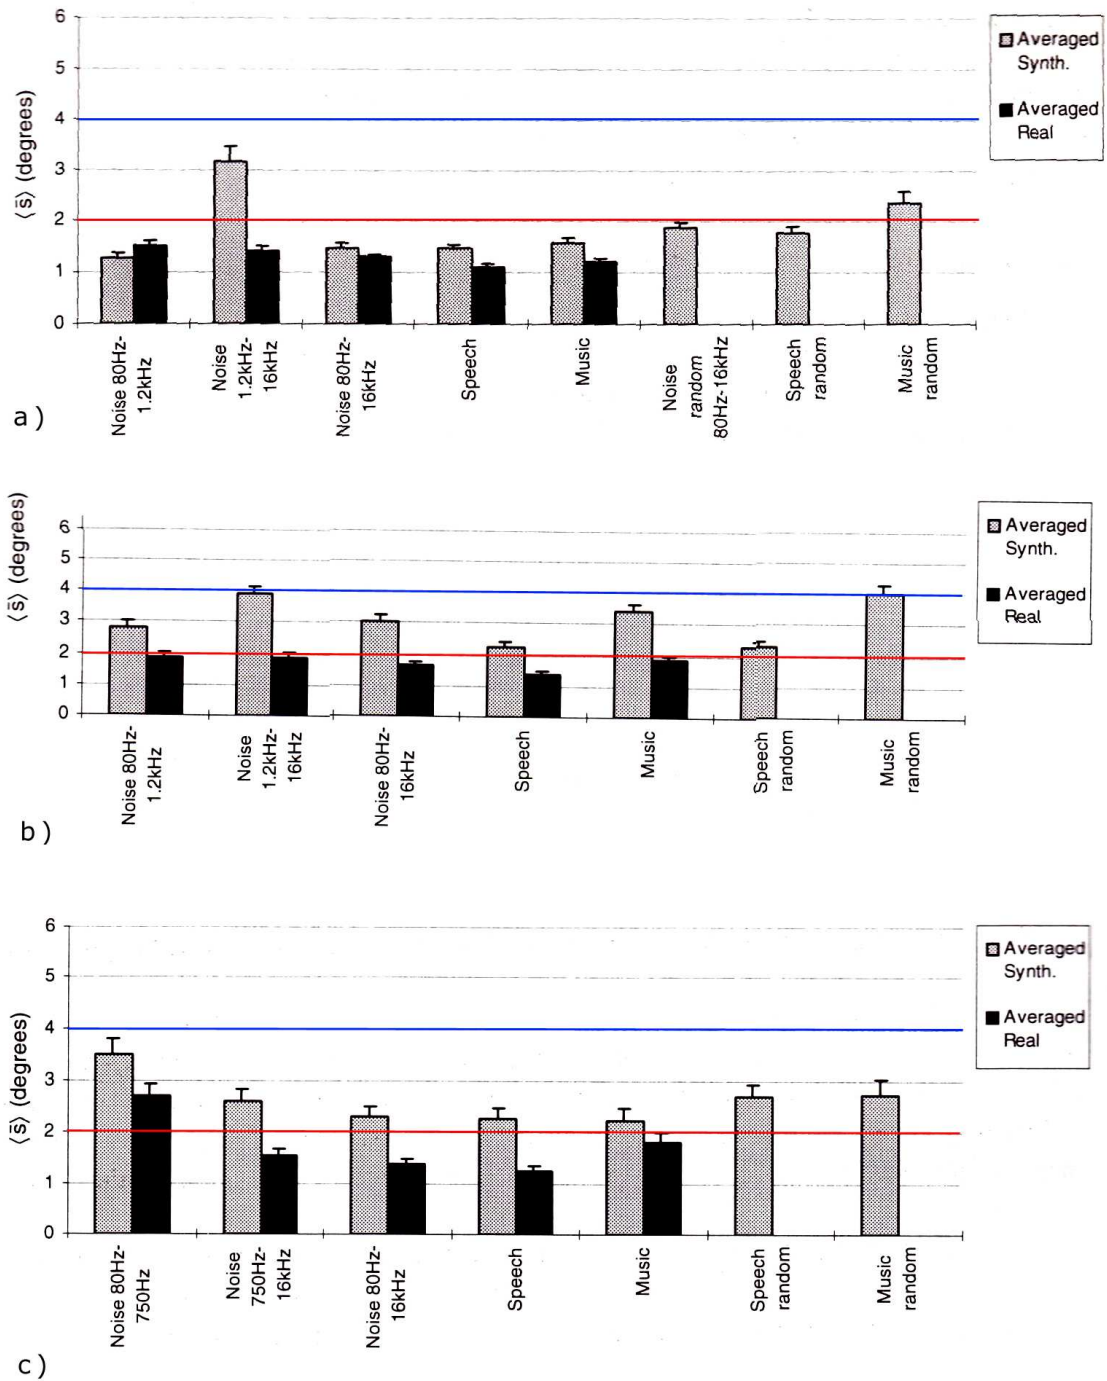 6
5
4
3
2
1
0
⟨s̄⟩ (degrees)
Averaged
Synth.
Averaged
Real
Noise 80Hz-
1.2kHz
Noise
1.2kHz-
16kHz
Noise 80Hz-
16kHz
Speech
Music
Noise
random
80Hz-16kHz
Speech
random
Music
random
a)
6
5
4
3
2
1
0
⟨s̄⟩ (degrees)
Averaged
Synth.
Averaged
Real
Noise 80Hz-
1.2kHz
Noise
1.2kHz-
16kHz
Noise 80Hz-
16kHz
Speech
Music
Speech
random
Music
random
b)
6
5
4
3
2
1
0
⟨s̄⟩ (degrees)
Averaged
Synth.
Averaged
Real
Noise 80Hz-
750Hz
Noise
750Hz-
16kHz
Noise 80Hz-
16kHz
Speech
Music
Speech
random
Music
random
c)